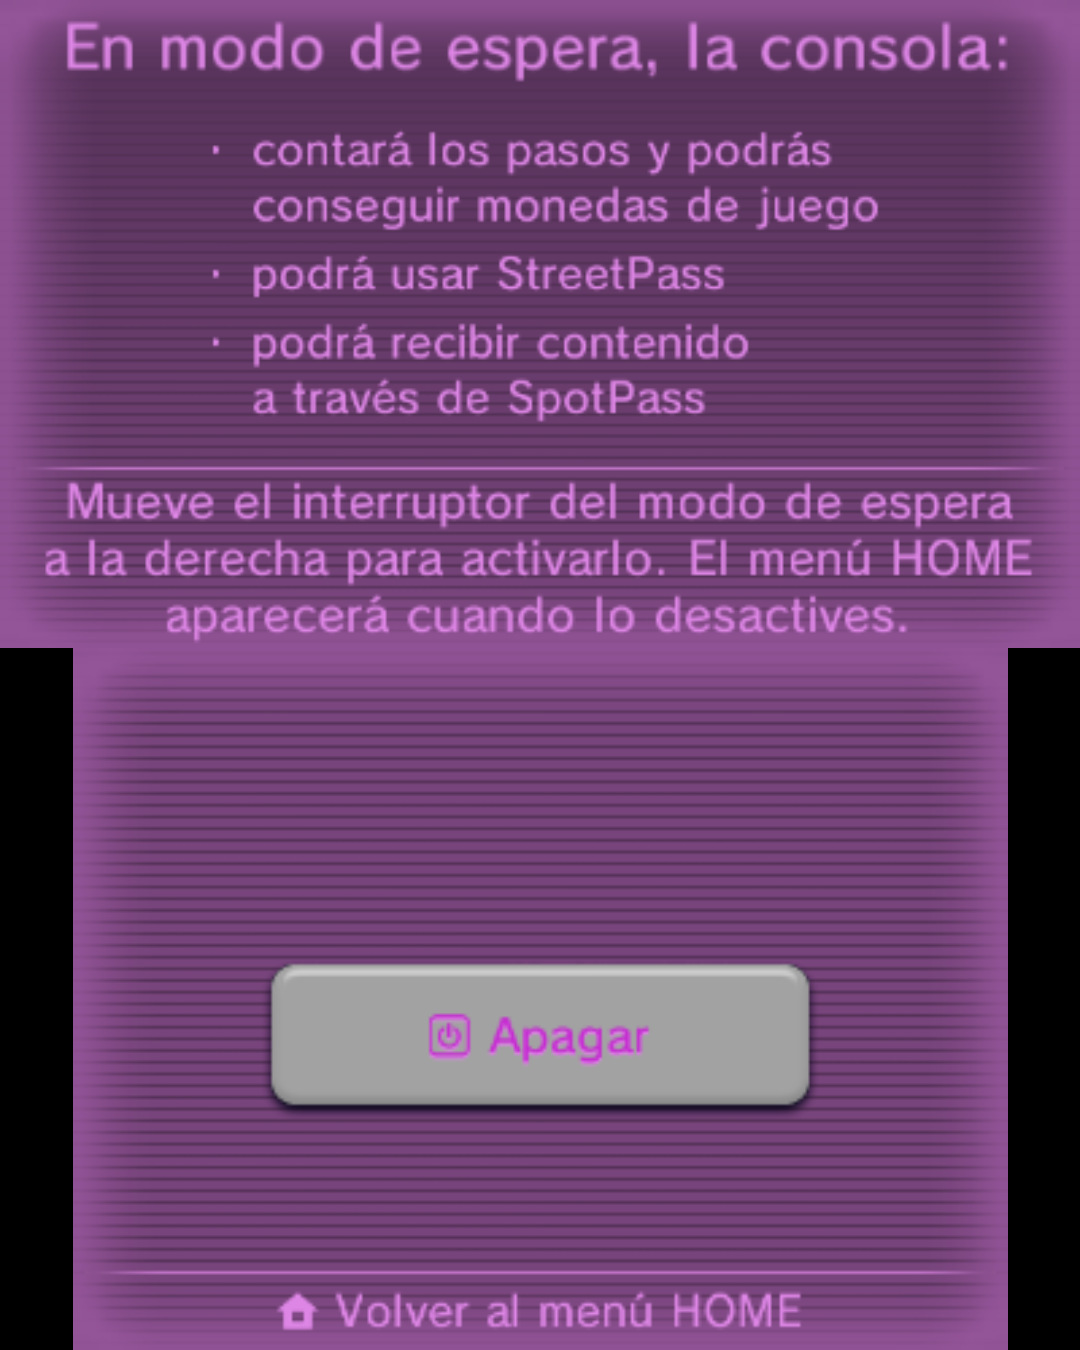 En modo de espera, la consola:
· contará los pasos y podrás
conseguir monedas de juego
· podrá usar StreetPass
· podrá recibir contenido
a través de SpotPass
Mueve el interruptor del modo de espera
a la derecha para activarlo. El menú HOME
aparecerá cuando lo desactives.
Apagar
Volver al menú HOME